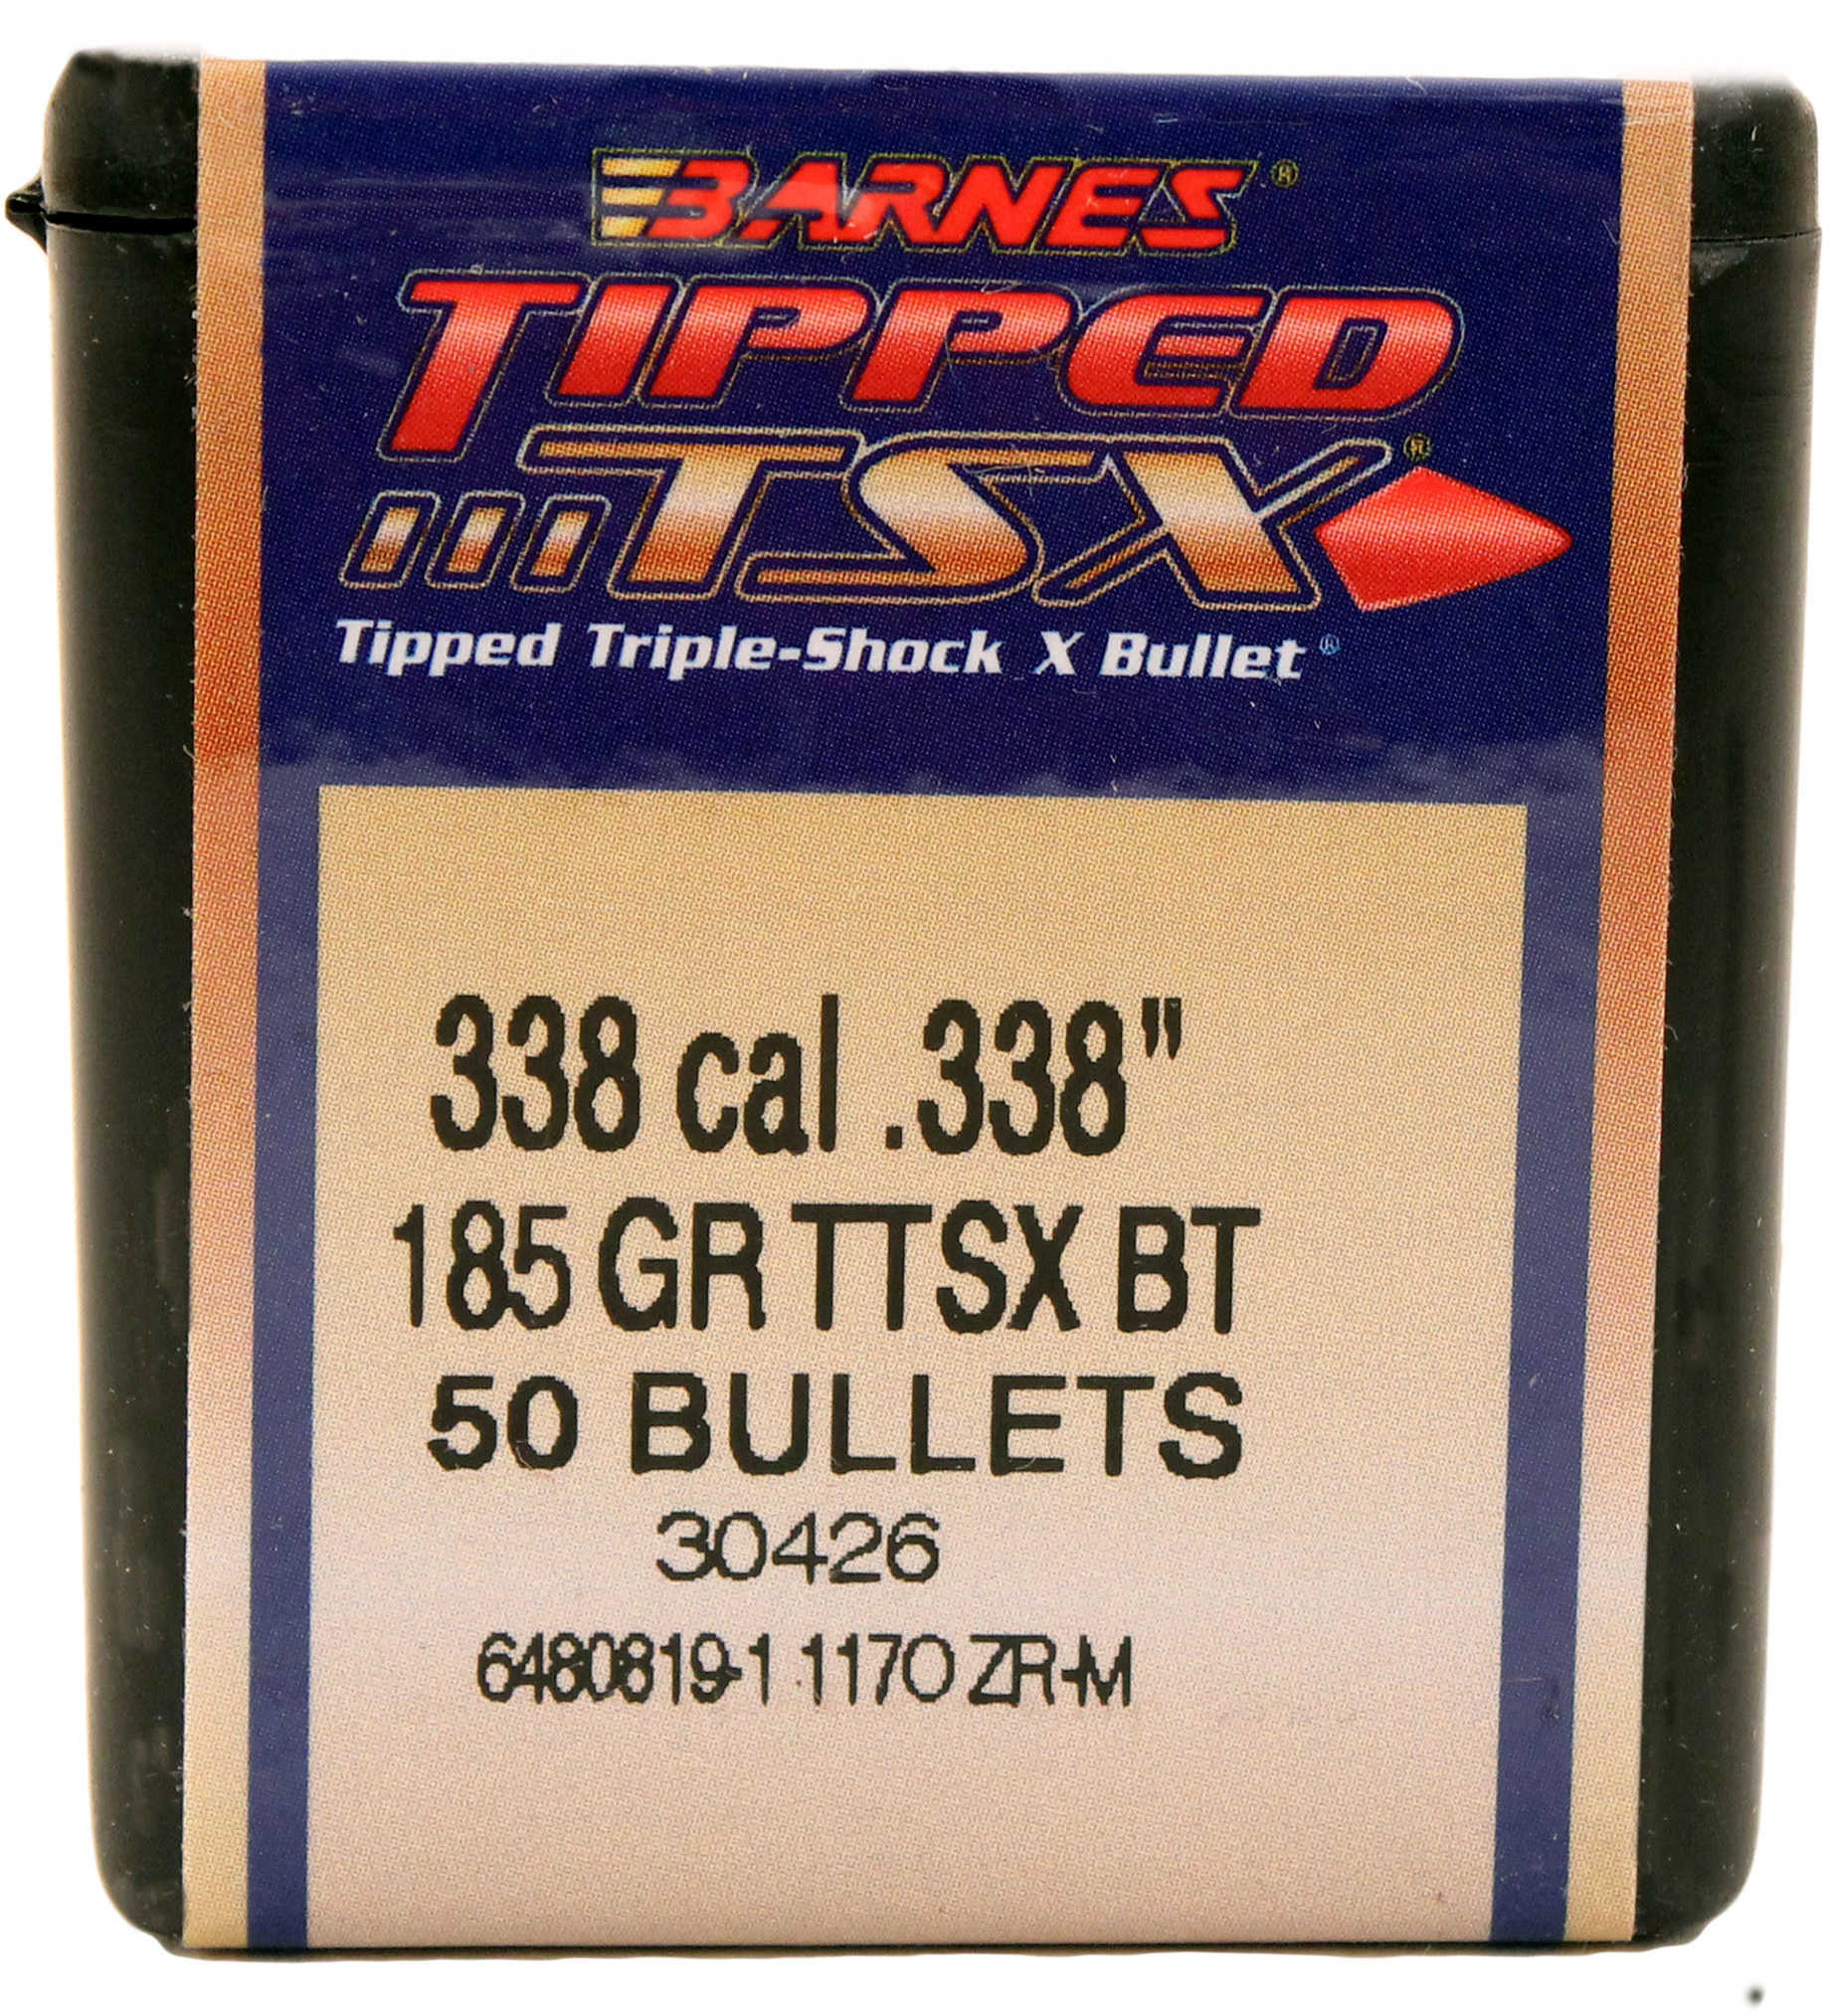 BARNES®
TIPPED
TSX®
Tipped Triple-Shock X Bullet®
338 cal .338"
185 GR TTSX BT
50 BULLETS
30426
6480819-1 1170 ZR-M